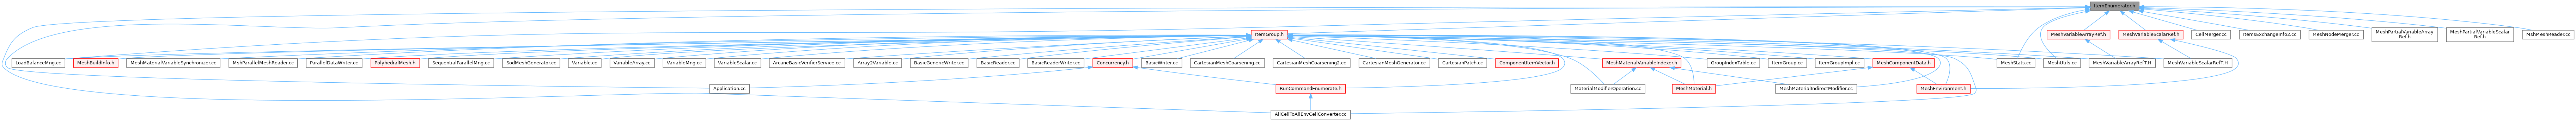 ItemEnumerator.h
ItemGroup.h
MeshVariableArrayRef.h
MeshVariableScalarRef.h
CellMerger.cc
ItemsExchangeInfo2.cc
MeshNodeMerger.cc
MeshPartialVariableArray
Ref.h
MeshPartialVariableScalar
Ref.h
MshMeshReader.cc
LoadBalanceMng.cc
MeshBuildInfo.h
MeshMaterialVariableSynchronizer.cc
MshParallelMeshReader.cc
ParallelDataWriter.cc
PolyhedralMesh.h
SequentialParallelMng.cc
SodMeshGenerator.cc
Variable.cc
VariableArray.cc
VariableMng.cc
VariableScalar.cc
ArcaneBasicVerifierService.cc
Array2Variable.cc
BasicGenericWriter.cc
BasicReader.cc
BasicReaderWriter.cc
Concurrency.h
BasicWriter.cc
CartesianMeshCoarsening.cc
CartesianMeshCoarsening2.cc
CartesianMeshGenerator.cc
CartesianPatch.cc
ComponentItemVector.h
MeshMaterialVariableIndexer.h
GroupIndexTable.cc
ItemGroup.cc
ItemGroupImpl.cc
MeshComponentData.h
MeshStats.cc
MeshUtils.cc
MeshVariableArrayRefT.H
MeshVariableScalarRefT.H
Application.cc
RunCommandEnumerate.h
MaterialModifierOperation.cc
MeshMaterial.h
MeshMaterialIndirectModifier.cc
MeshEnvironment.h
AllCellToAllEnvCellConverter.cc